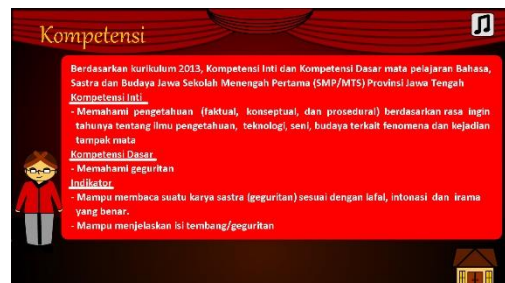 Kompetensi
Berdasarkan kurikulum 2013, Kompetensi Inti dan Kompetensi Dasar mata pelajaran Bahasa,
Sastra dan Budaya Jawa Sekolah Menengah Pertama (SMP/MTS) Provinsi Jawa Tengah
Kompetensi Inti
- Memahami pengetahuan (faktual, konseptual, dan prosedural) berdasarkan rasa ingin
tahunya tentang ilmu pengetahuan, teknologi, seni, budaya terkait fenomena dan kejadian
tampak mata
Kompetensi Dasar
- Memahami geguritan
Indikator
- Mampu membaca suatu karya sastra (geguritan) sesuai dengan lafal, intonasi dan irama
yang benar.
- Mampu menjelaskan isi tembang/geguritan